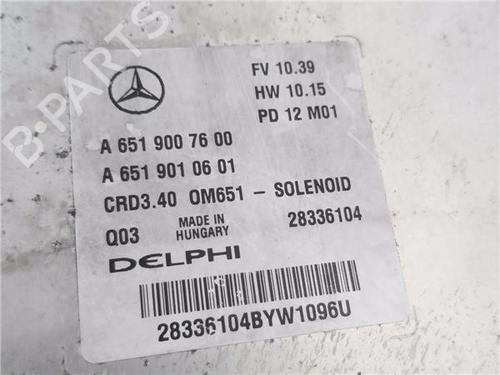 B-PARTS
FV 10.39
HW 10.15
PD 12 M01
A 651 900 76 00
A 651 901 06 01
CRD3.40 OM651 - SOLENOID
Q03 MADE IN HUNGARY 28336104
DELPHI
28336104BYW1096U